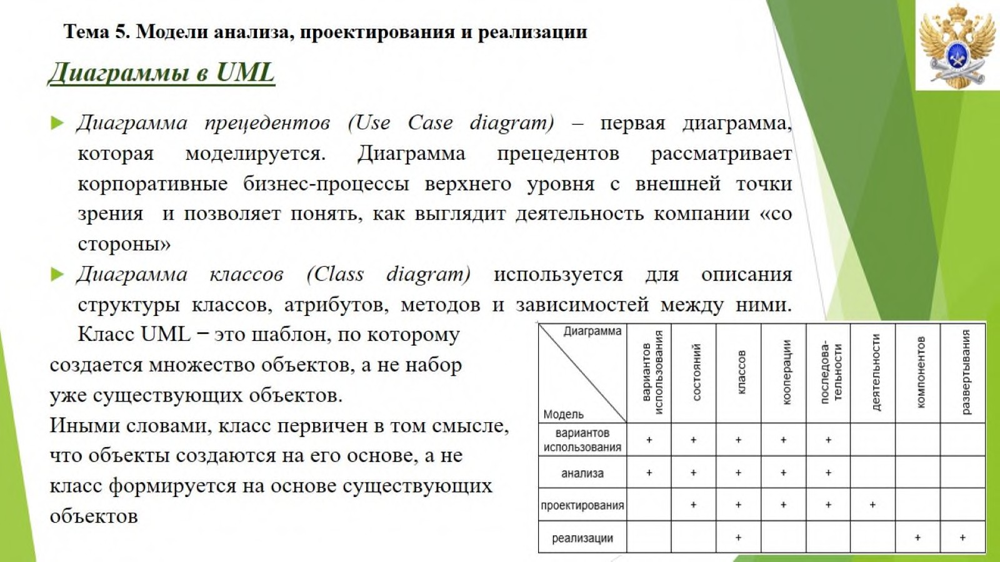 Тема 5. Модели анализа, проектирования и реализации
Диаграммы в UML
Диаграмма прецедентов (Use Case diagram) – первая диаграмма,
которая моделируется. Диаграмма прецедентов рассматривает
корпоративные бизнес-процессы верхнего уровня с внешней точки
зрения и позволяет понять, как выглядит деятельность компании «со
стороны»
Диаграмма классов (Class diagram) используется для описания
структуры классов, атрибутов, методов и зависимостей между ними.
Класс UML – это шаблон, по которому
создается множество объектов, а не набор
уже существующих объектов.
Иными словами, класс первичен в том смысле,
что объекты создаются на его основе, а не
класс формируется на основе существующих
объектов
Диаграмма
Модель
вариантов
использования
состояний
классов
кооперации
последова-
тельности
деятельности
компонентов
развертывания
вариантов
использования + + + + +
анализа + + + + +
проектирования + + + + +
реализации + + +